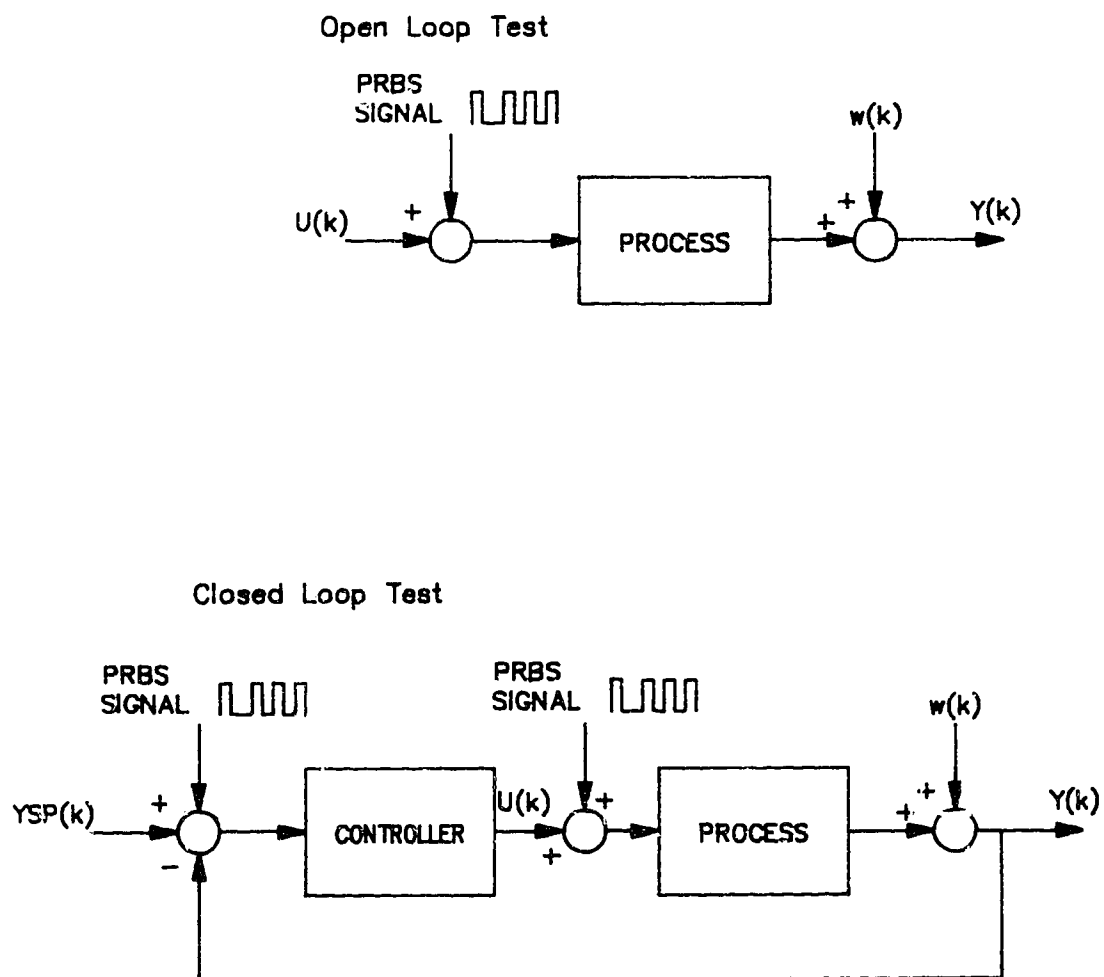 Open Loop Test
PRBS
SIGNAL
w(k)
U(k)
+
+
+
Y(k)
PROCESS
Closed Loop Test
PRBS
SIGNAL
PRBS
SIGNAL
w(k)
YSP(k)
+
-
CONTROLLER
U(k)
+
+
PROCESS
+
+
Y(k)